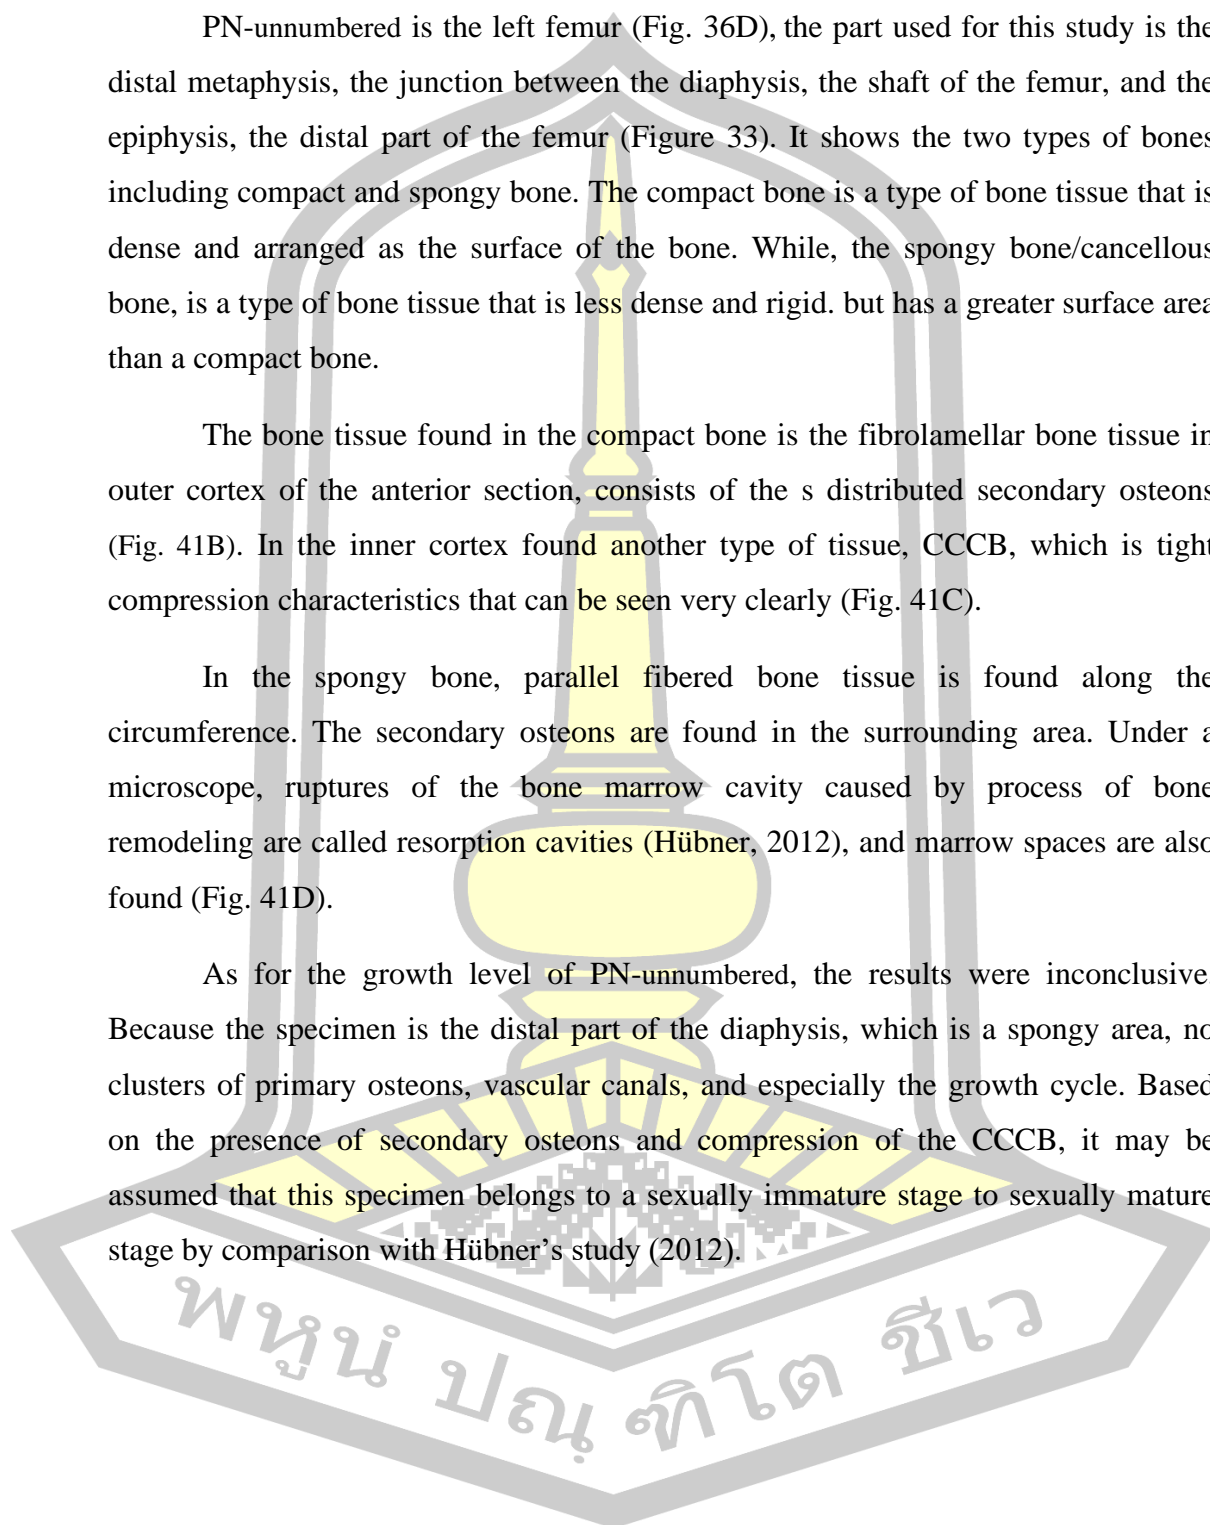 PN-unnumbered is the left femur (Fig. 36D), the part used for this study is the
distal metaphysis, the junction between the diaphysis, the shaft of the femur, and the
epiphysis, the distal part of the femur (Figure 33). It shows the two types of bones
including compact and spongy bone. The compact bone is a type of bone tissue that is
dense and arranged as the surface of the bone. While, the spongy bone/cancellous
bone, is a type of bone tissue that is less dense and rigid. but has a greater surface area
than a compact bone.
The bone tissue found in the compact bone is the fibrolamellar bone tissue in
outer cortex of the anterior section, consists of the s distributed secondary osteons
(Fig. 41B). In the inner cortex found another type of tissue, CCCB, which is tight
compression characteristics that can be seen very clearly (Fig. 41C).
In the spongy bone, parallel fibered bone tissue is found along the
circumference. The secondary osteons are found in the surrounding area. Under a
microscope, ruptures of the bone marrow cavity caused by process of bone
remodeling are called resorption cavities (Hübner, 2012), and marrow spaces are also
found (Fig. 41D).
As for the growth level of PN-unnumbered, the results were inconclusive.
Because the specimen is the distal part of the diaphysis, which is a spongy area, no
clusters of primary osteons, vascular canals, and especially the growth cycle. Based
on the presence of secondary osteons and compression of the CCCB, it may be
assumed that this specimen belongs to a sexually immature stage to sexually mature
stage by comparison with Hübner’s study (2012).
พหูนํ ปณฺฑิโต ชีเว